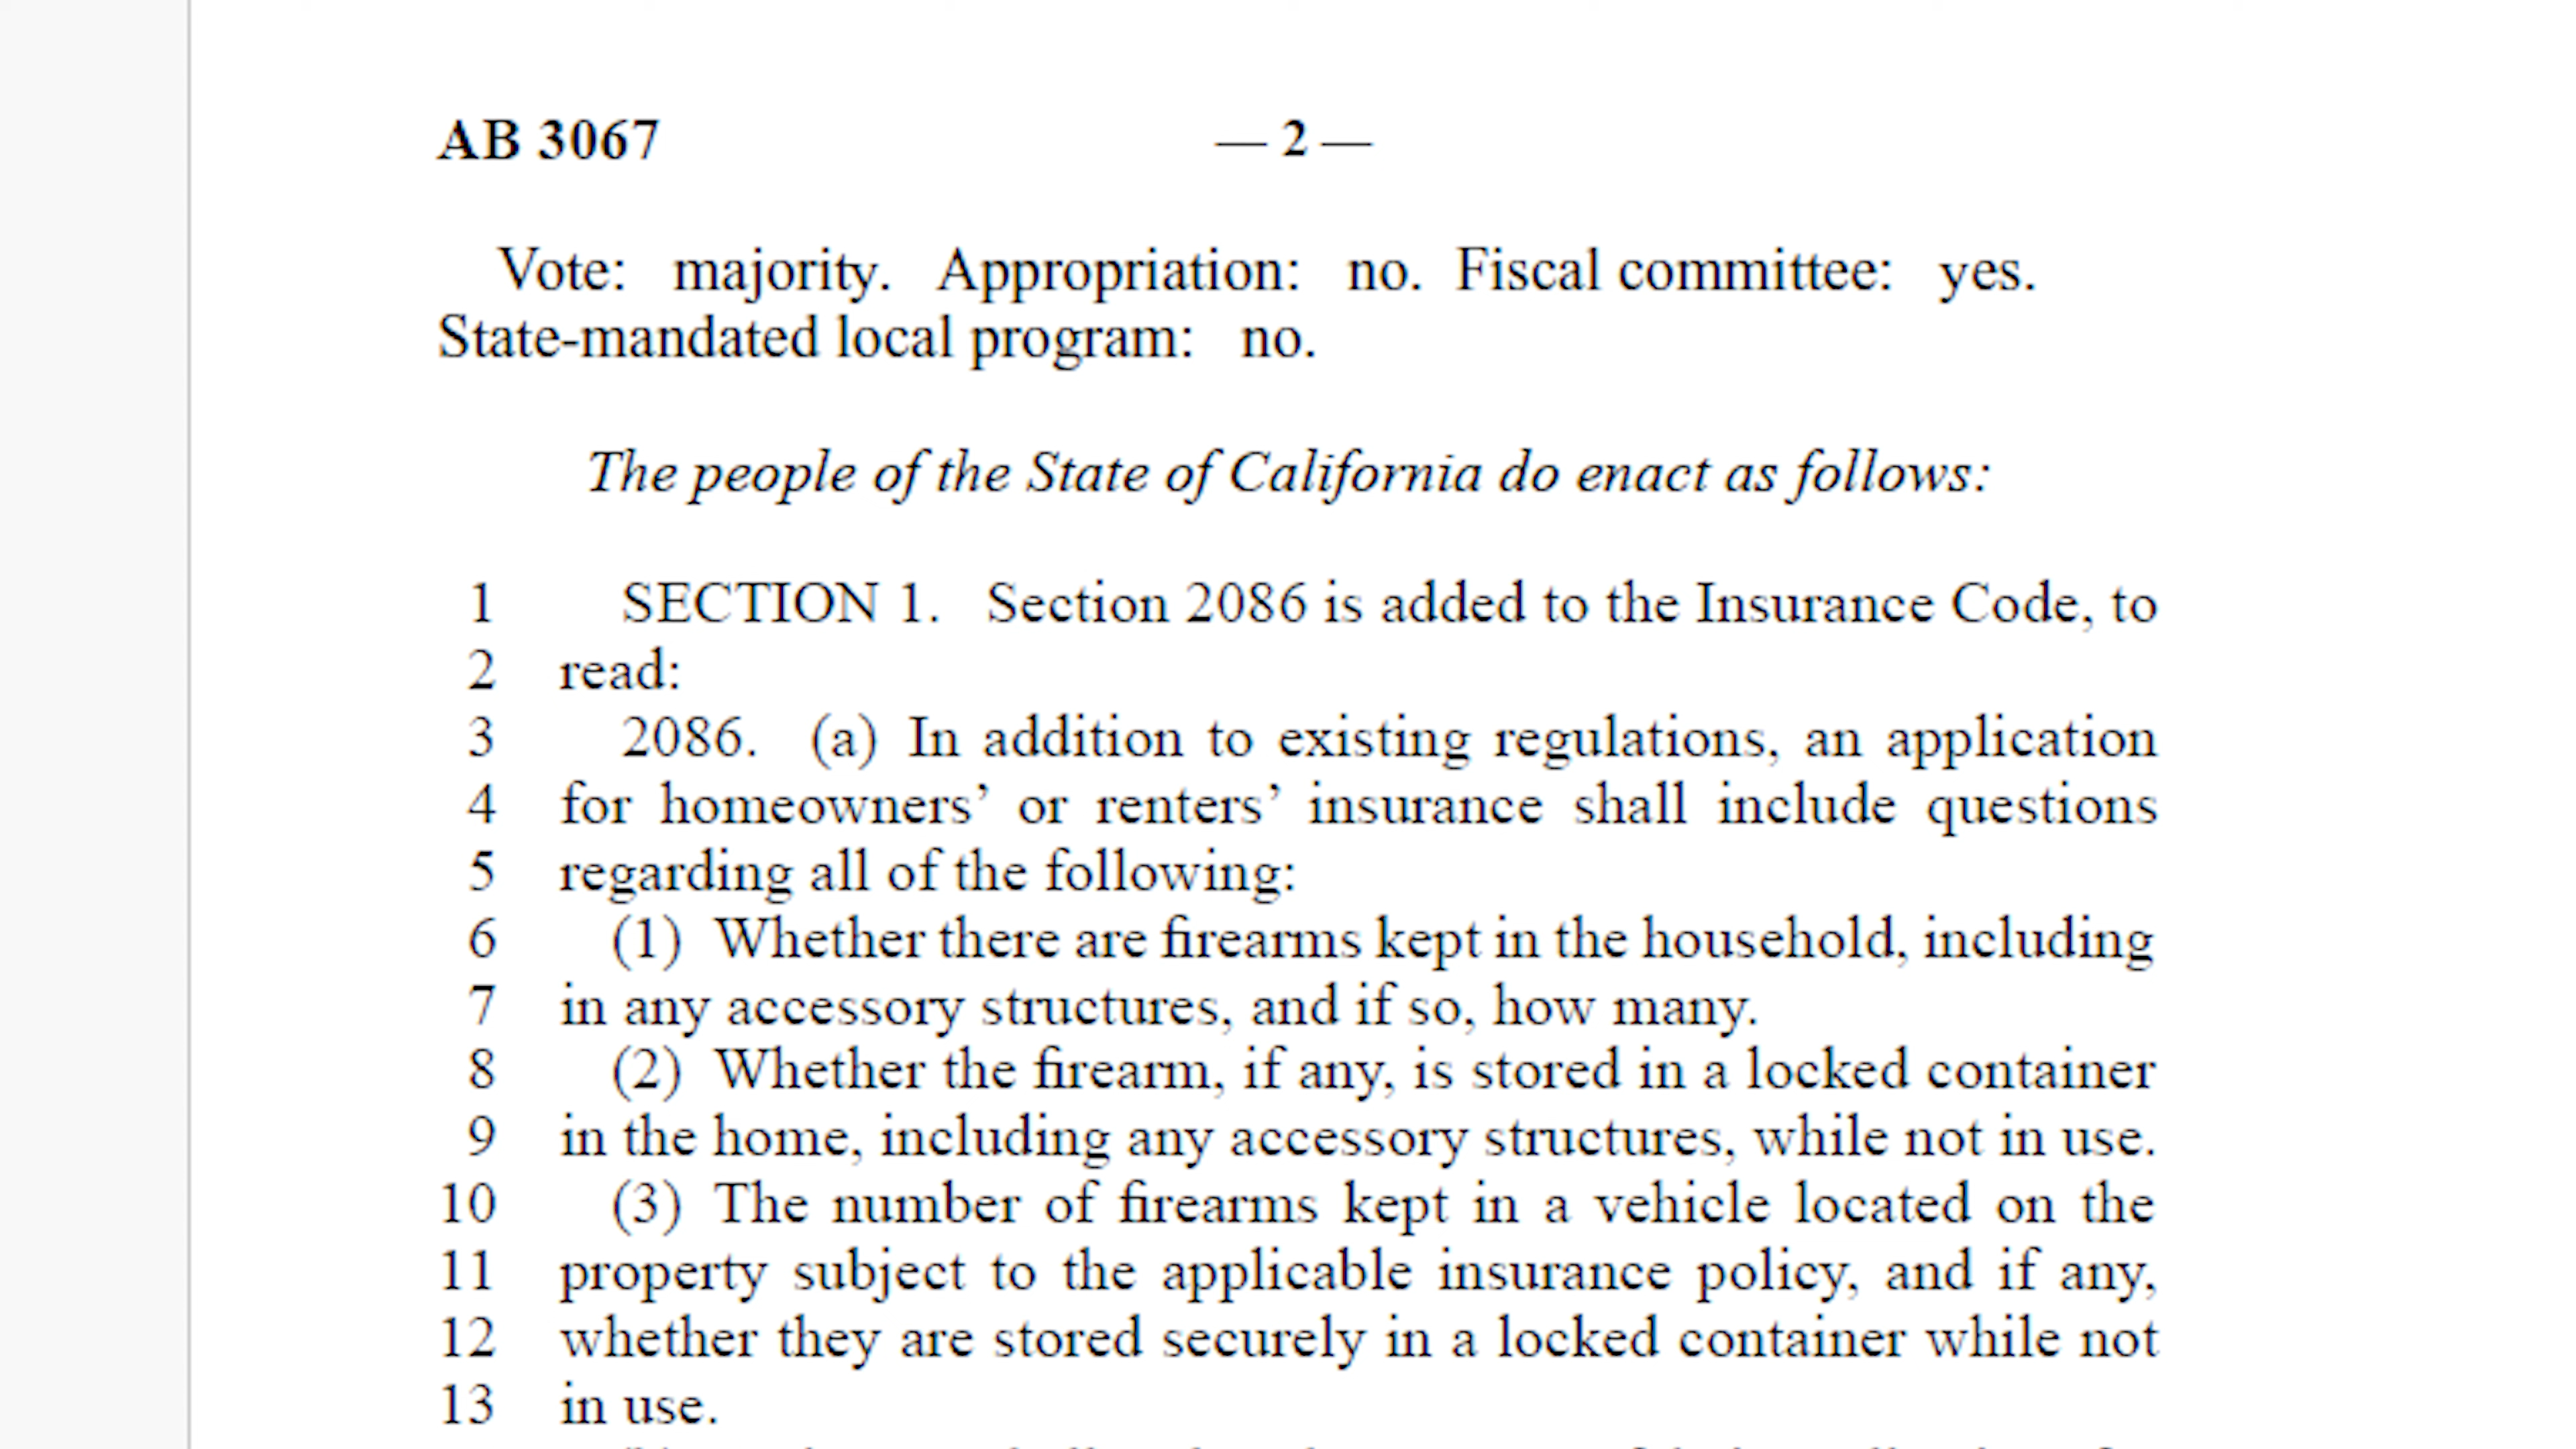 AB 3067 — 2 —
Vote: majority. Appropriation: no. Fiscal committee: yes.
State-mandated local program: no.
The people of the State of California do enact as follows:
1 SECTION 1. Section 2086 is added to the Insurance Code, to
2 read:
3 2086. (a) In addition to existing regulations, an application
4 for homeowners’ or renters’ insurance shall include questions
5 regarding all of the following:
6 (1) Whether there are firearms kept in the household, including
7 in any accessory structures, and if so, how many.
8 (2) Whether the firearm, if any, is stored in a locked container
9 in the home, including any accessory structures, while not in use.
10 (3) The number of firearms kept in a vehicle located on the
11 property subject to the applicable insurance policy, and if any,
12 whether they are stored securely in a locked container while not
13 in use.